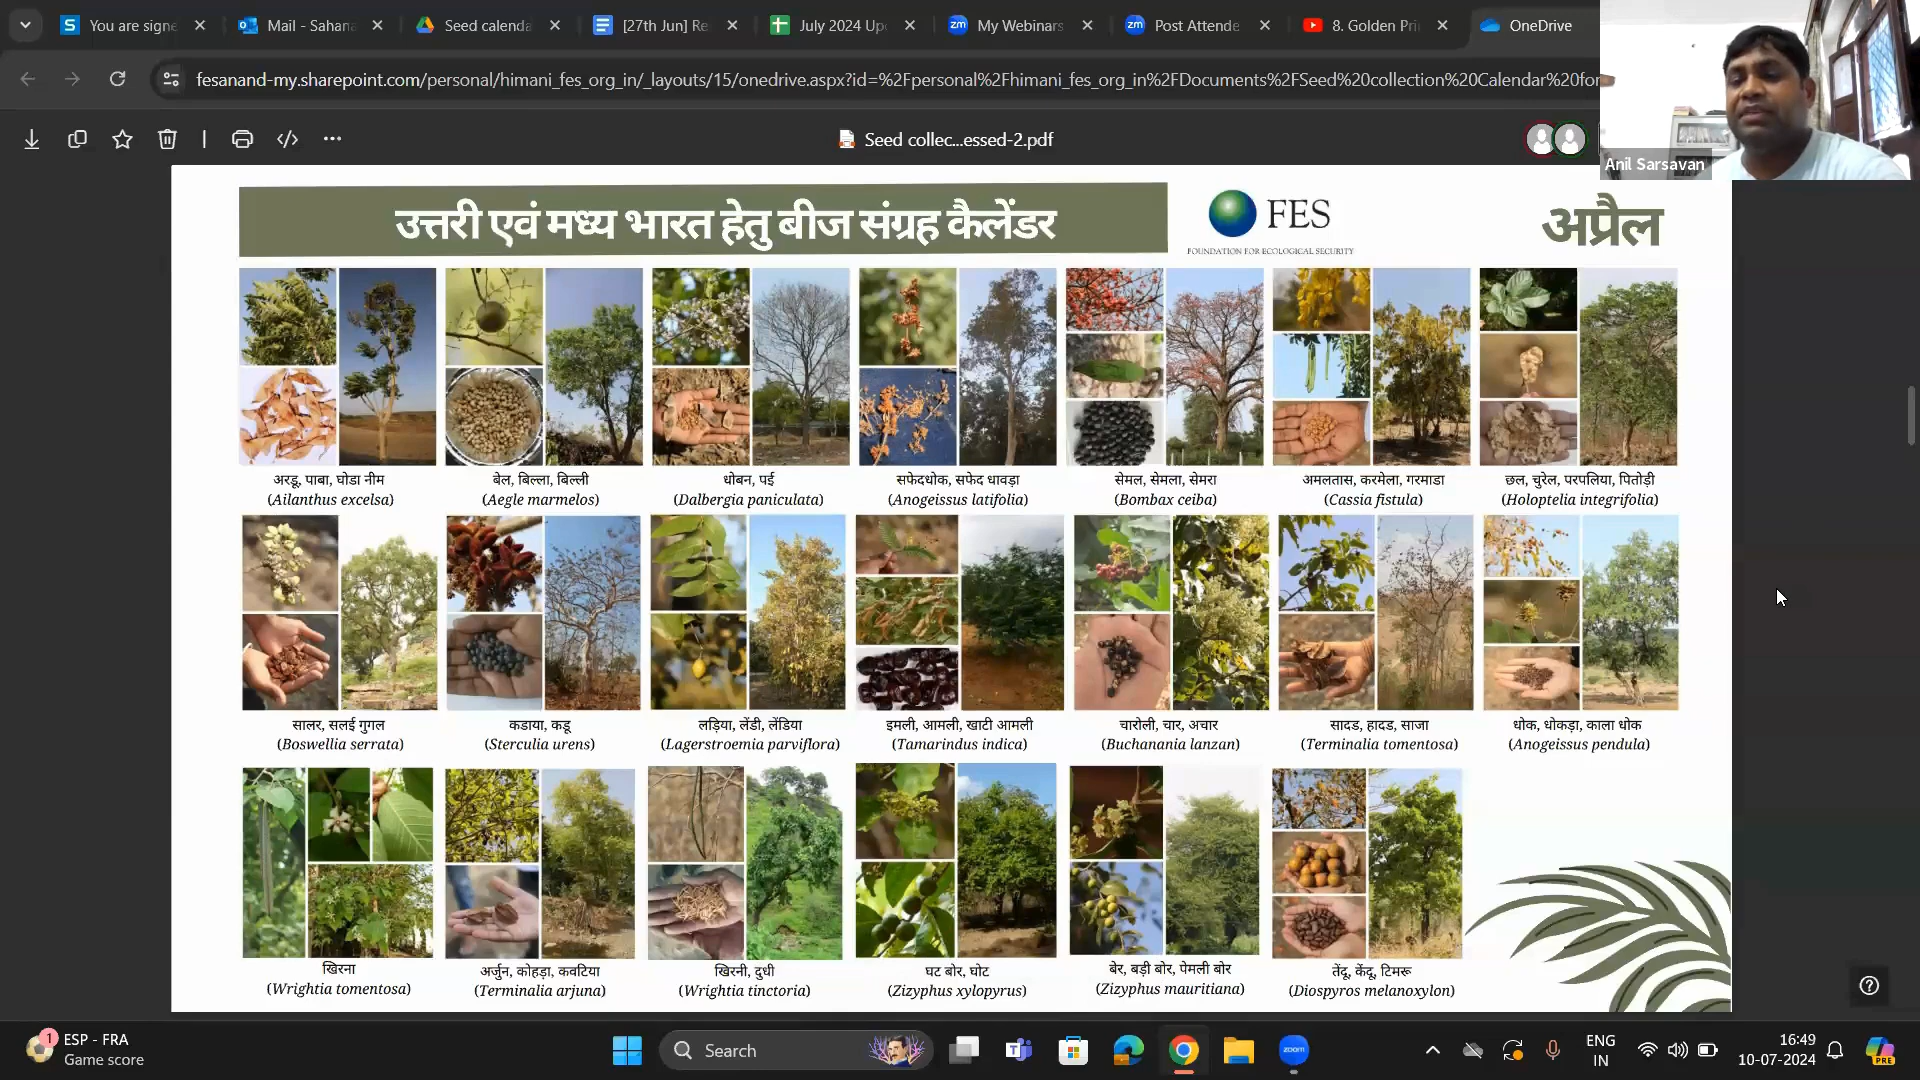 You are signe
Mail - Sahana
Seed calenda
[27th Jun] Re
July 2024 Up
My Webinars
Post Attende
8. Golden Pri
OneDrive
fesanand-my.sharepoint.com/personal/himani_fes_org_in/_layouts/15/onedrive.aspx?id=%2Fpersonal%2Fhimani_fes_org_in%2FDocuments%2FSeed%20collection%20Calendar%20for
Seed collec...essed-2.pdf
Anil Sarsavan
उत्तरी एवं मध्य भारत हेतु बीज संग्रह कैलेंडर
FES
FOUNDATION FOR ECOLOGICAL SECURITY
अप्रैल
अरडू, पाबा, घोडा नीम
(Ailanthus excelsa)
बेल, बिल्ला, बिल्ली
(Aegle marmelos)
धोबन, पई
(Dalbergia paniculata)
सफेदधोक, सफेद धावड़ा
(Anogeissus latifolia)
सेमल, सेमला, सेमरा
(Bombax ceiba)
अमलतास, करमेला, गरमाडा
(Cassia fistula)
छल, चुरेल, परपलिया, पितोड़ी
(Holoptelia integrifolia)
सालर, सलई गुगल
(Boswellia serrata)
कडाया, कडू
(Sterculia urens)
लड़िया, लेंडी, लेंडिया
(Lagerstroemia parviflora)
इमली, आमली, खाटी आमली
(Tamarindus indica)
चारोली, चार, अचार
(Buchanania lanzan)
सादड, हादड, साजा
(Terminalia tomentosa)
धोक, धोकड़ा, काला धोक
(Anogeissus pendula)
खिरना
(Wrightia tomentosa)
अर्जुन, कोहड़ा, कवटिया
(Terminalia arjuna)
खिरनी, दुधी
(Wrightia tinctoria)
घट बोर, घोट
(Zizyphus xylopyrus)
बेर, बड़ी बोर, पेमली बोर
(Zizyphus mauritiana)
तेंदू, केंदू, टिमरू
(Diospyros melanoxylon)
1
ESP - FRA
Game score
Search
zoom
ENG
IN
16:49
10-07-2024
PRE